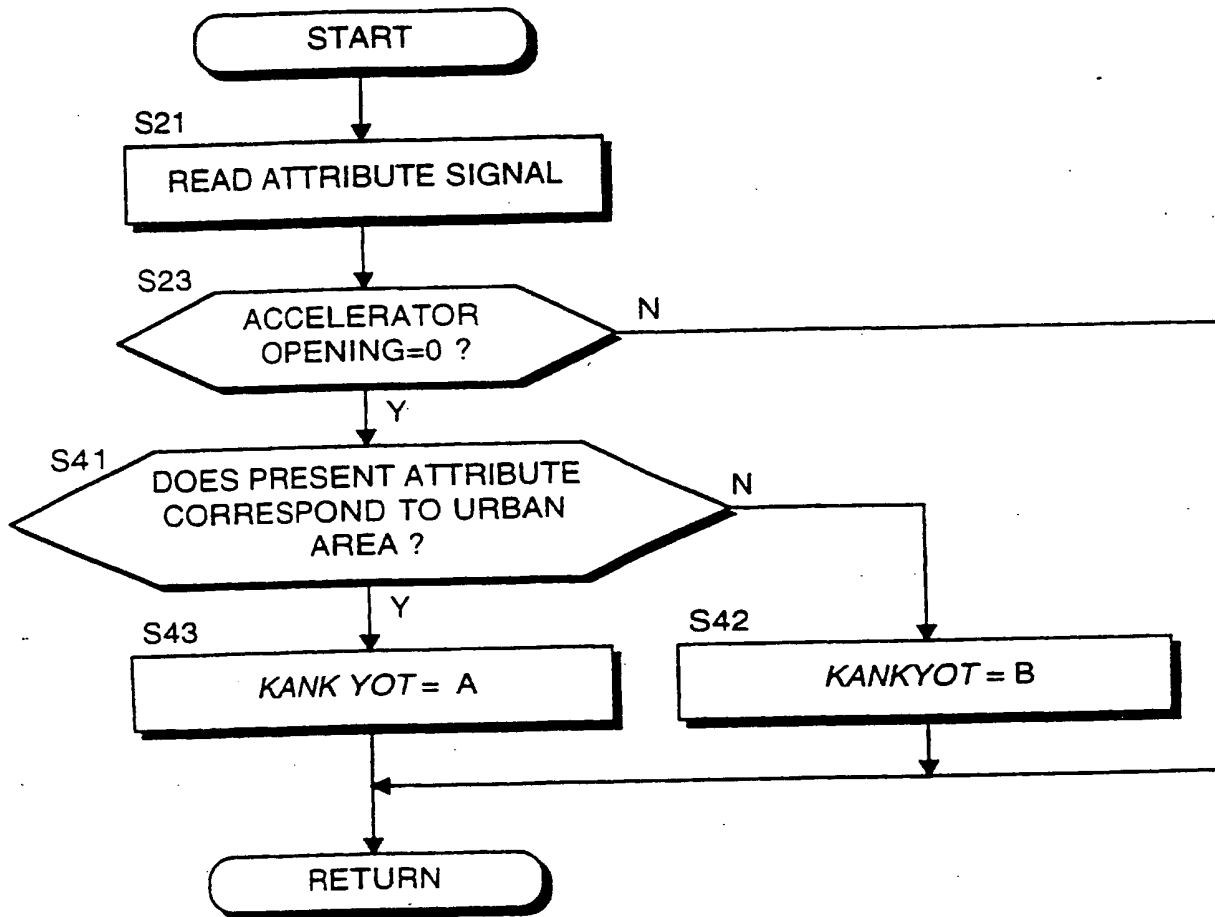 START
S21
READ ATTRIBUTE SIGNAL
S23
ACCELERATOR
OPENING=0 ?
N
Y
S41
DOES PRESENT ATTRIBUTE
CORRESPOND TO URBAN
AREA ?
N
Y
S43
KANK YOT = A
S42
KANKYOT = B
RETURN